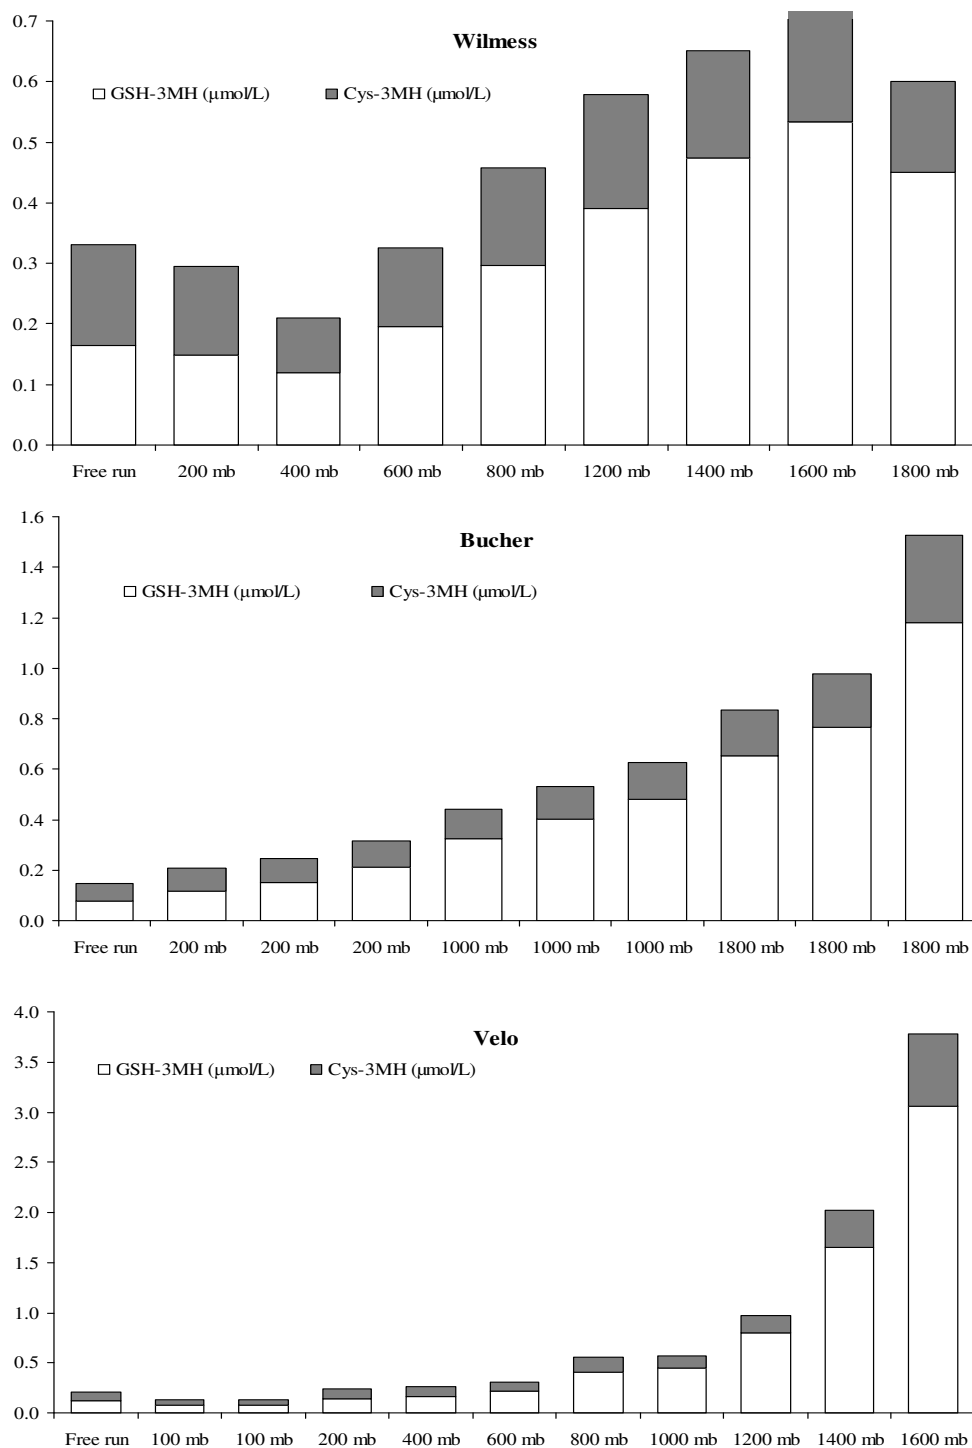 Wilmess
GSH-3MH (µmol/L) Cys-3MH (µmol/L)
0.7
0.6
0.5
0.4
0.3
0.2
0.1
0.0
Free run 200 mb 400 mb 600 mb 800 mb 1200 mb 1400 mb 1600 mb 1800 mb
Bucher
GSH-3MH (µmol/L) Cys-3MH (µmol/L)
1.6
1.4
1.2
1.0
0.8
0.6
0.4
0.2
0.0
Free run 200 mb 200 mb 200 mb 1000 mb 1000 mb 1000 mb 1800 mb 1800 mb 1800 mb
Velo
GSH-3MH (µmol/L) Cys-3MH (µmol/L)
4.0
3.5
3.0
2.5
2.0
1.5
1.0
0.5
0.0
Free run 100 mb 100 mb 200 mb 400 mb 600 mb 800 mb 1000 mb 1200 mb 1400 mb 1600 mb